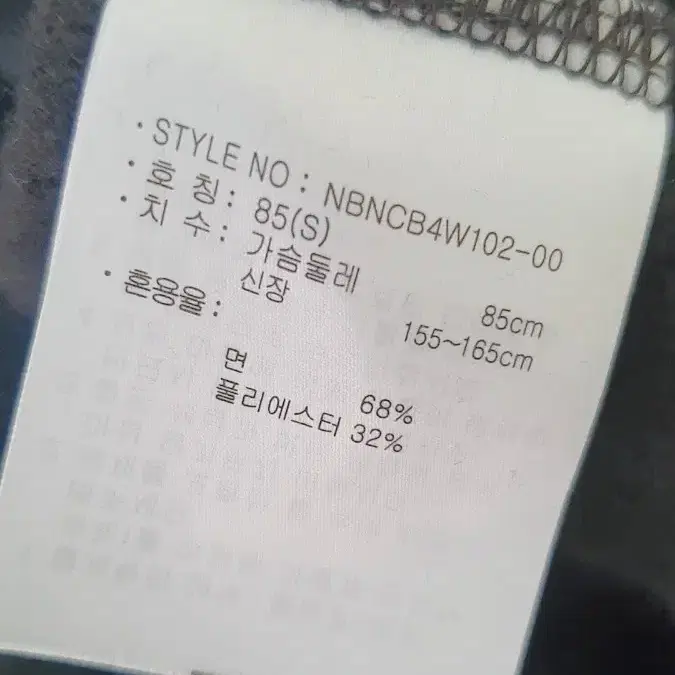 · STYLE NO : NBNCB4W102-00
· 호 칭 : 85(S)
· 치 수 : 가슴둘레 85cm
신장 155~165cm
· 혼용율 :
면 68%
폴리에스터 32%